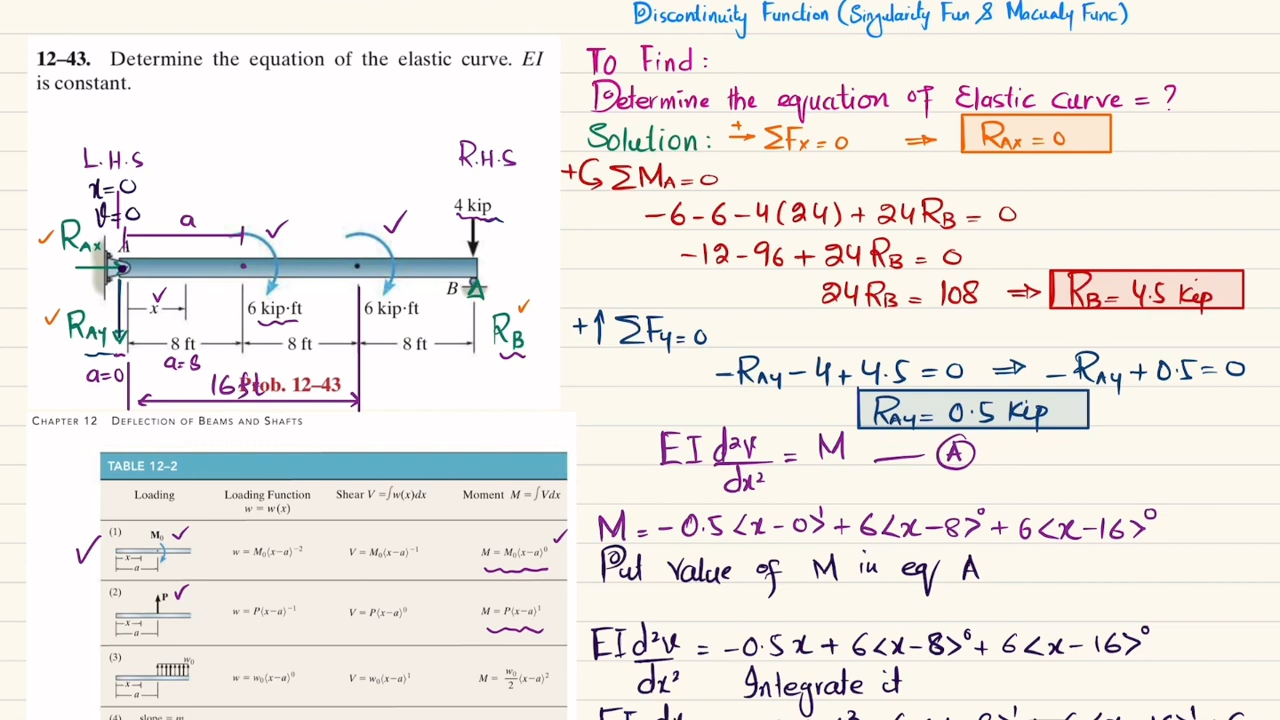 Discontinuity Function (Singularity Fun & Macualy Func)
12–43. Determine the equation of the elastic curve. EI
is constant.
L.H.S
x=0
v=0
a
R.H.S
4 kip
RAx
A
x
B
6 kip·ft
6 kip·ft
RAy
RB
8 ft
8 ft
8 ft
a=0
a=8
16ft
Prob. 12–43
CHAPTER 12 DEFLECTION OF BEAMS AND SHAFTS
TABLE 12–2
Loading
Loading Function w = w(x)
Shear V = ∫w(x)dx
Moment M = ∫Vdx
(1) M₀ x a
w = M₀⟨x−a⟩⁻²
V = M₀⟨x−a⟩⁻¹
M = M₀⟨x−a⟩⁰
(2) P x a
w = P⟨x−a⟩⁻¹
V = P⟨x−a⟩⁰
M = P⟨x−a⟩¹
(3) w₀ x a
w = w₀⟨x−a⟩⁰
V = w₀⟨x−a⟩¹
M = w₀/2 ⟨x−a⟩²
(4) slope = m
To Find:
Determine the equation of Elastic curve = ?
Solution: + → ΣFx = 0 ⇒ RAx = 0
+ ΣMA = 0
-6-6-4(24) + 24RB = 0
-12-96 + 24RB = 0
24RB = 108 ⇒ RB = 4.5 kip
+↑ ΣFy = 0
-RAy - 4 + 4.5 = 0 ⇒ -RAy + 0.5 = 0
RAy = 0.5 kip
EI d²v/dx² = M — A
M = -0.5<x-0>¹ + 6<x-8>⁰ + 6<x-16>⁰
Put value of M in eq A
EI d²v/dx² = -0.5x + 6<x-8>⁰ + 6<x-16>⁰
Integrate it